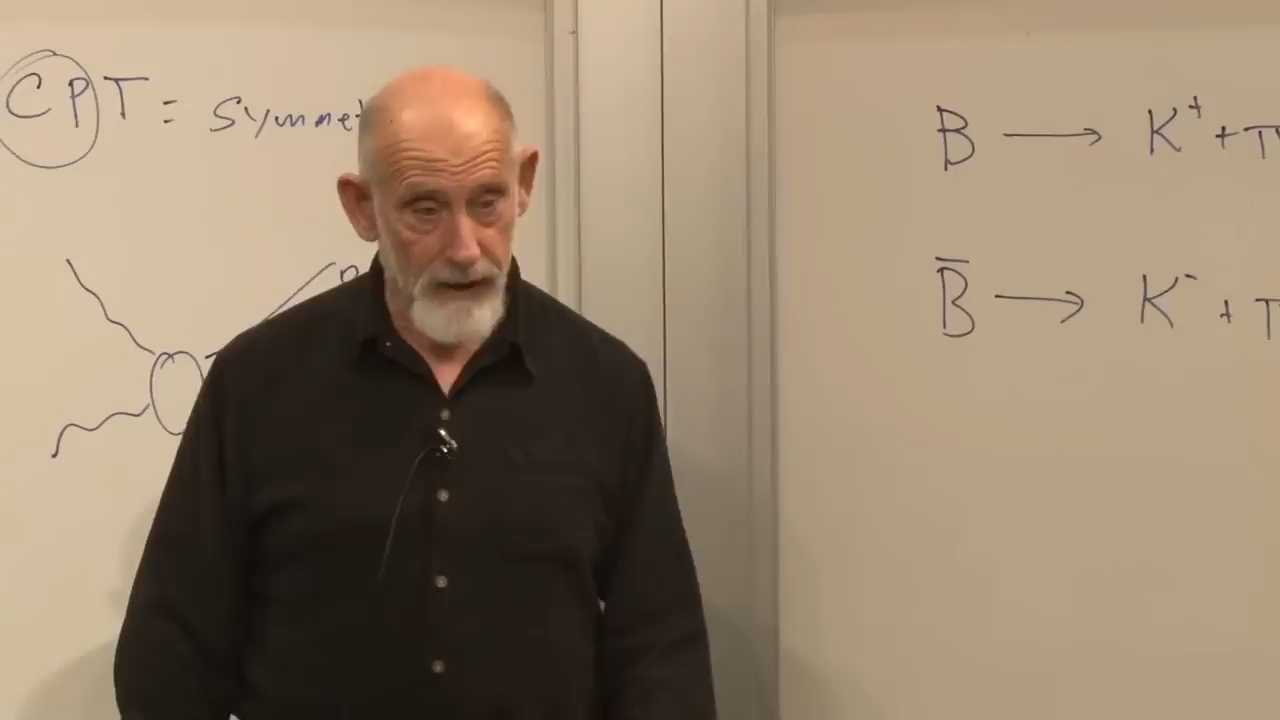 CPT = Symmet
B → K⁺ + π
B̄ → K⁻ +